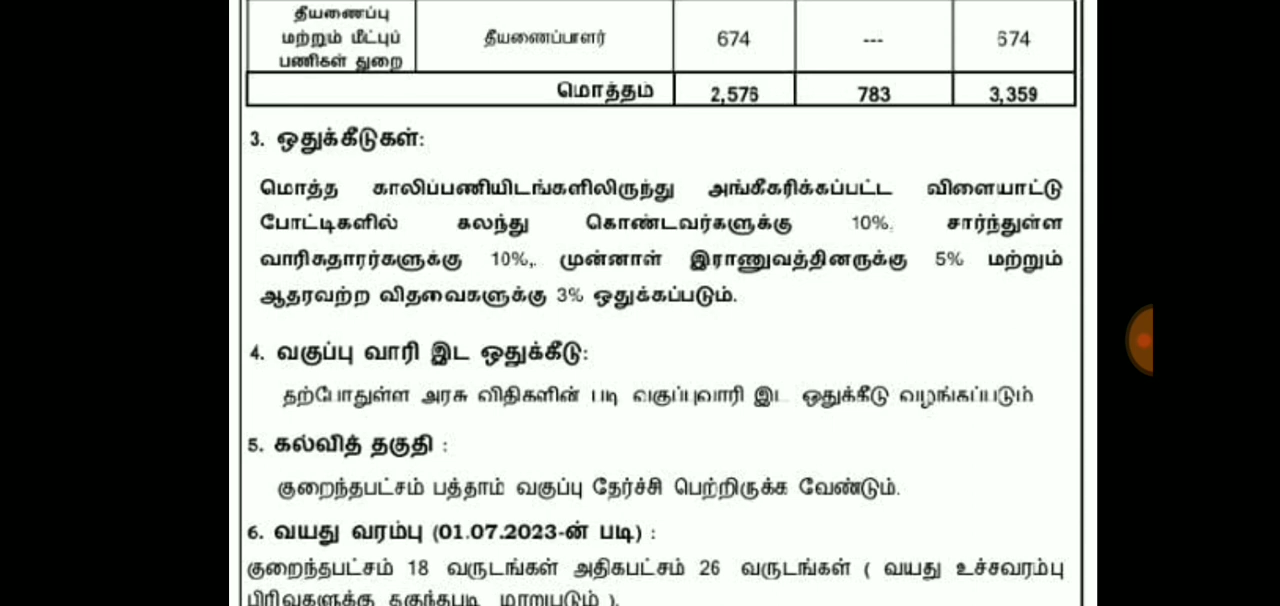 தீயணைப்பு
மற்றும் மீட்புப்
பணிகள் துறை
தீயணைப்பாளர்
674
---
674
மொத்தம்
2,576
783
3,359
3. ஒதுக்கீடுகள்:
மொத்த காலிப்பணியிடங்களிலிருந்து அங்கீகரிக்கப்பட்ட விளையாட்டு
போட்டிகளில் கலந்து கொண்டவர்களுக்கு 10%, சார்ந்துள்ள
வாரிசுதாரர்களுக்கு 10%,. முன்னாள் இராணுவத்தினருக்கு 5% மற்றும்
ஆதரவற்ற விதவைகளுக்கு 3% ஒதுக்கப்படும்.
4. வகுப்பு வாரி இட ஒதுக்கீடு:
தற்போதுள்ள அரசு விதிகளின் படி வகுப்புவாரி இட ஒதுக்கீடு வழங்கப்படும்
5. கல்வித் தகுதி :
குறைந்தபட்சம் பத்தாம் வகுப்பு தேர்ச்சி பெற்றிருக்க வேண்டும்.
6. வயது வரம்பு (01.07.2023-ன் படி) :
குறைந்தபட்சம் 18 வருடங்கள் அதிகபட்சம் 26 வருடங்கள் ( வயது உச்சவரம்பு
பிரிவுகளுக்கு தகுந்தபடி மாறுபடும் ).